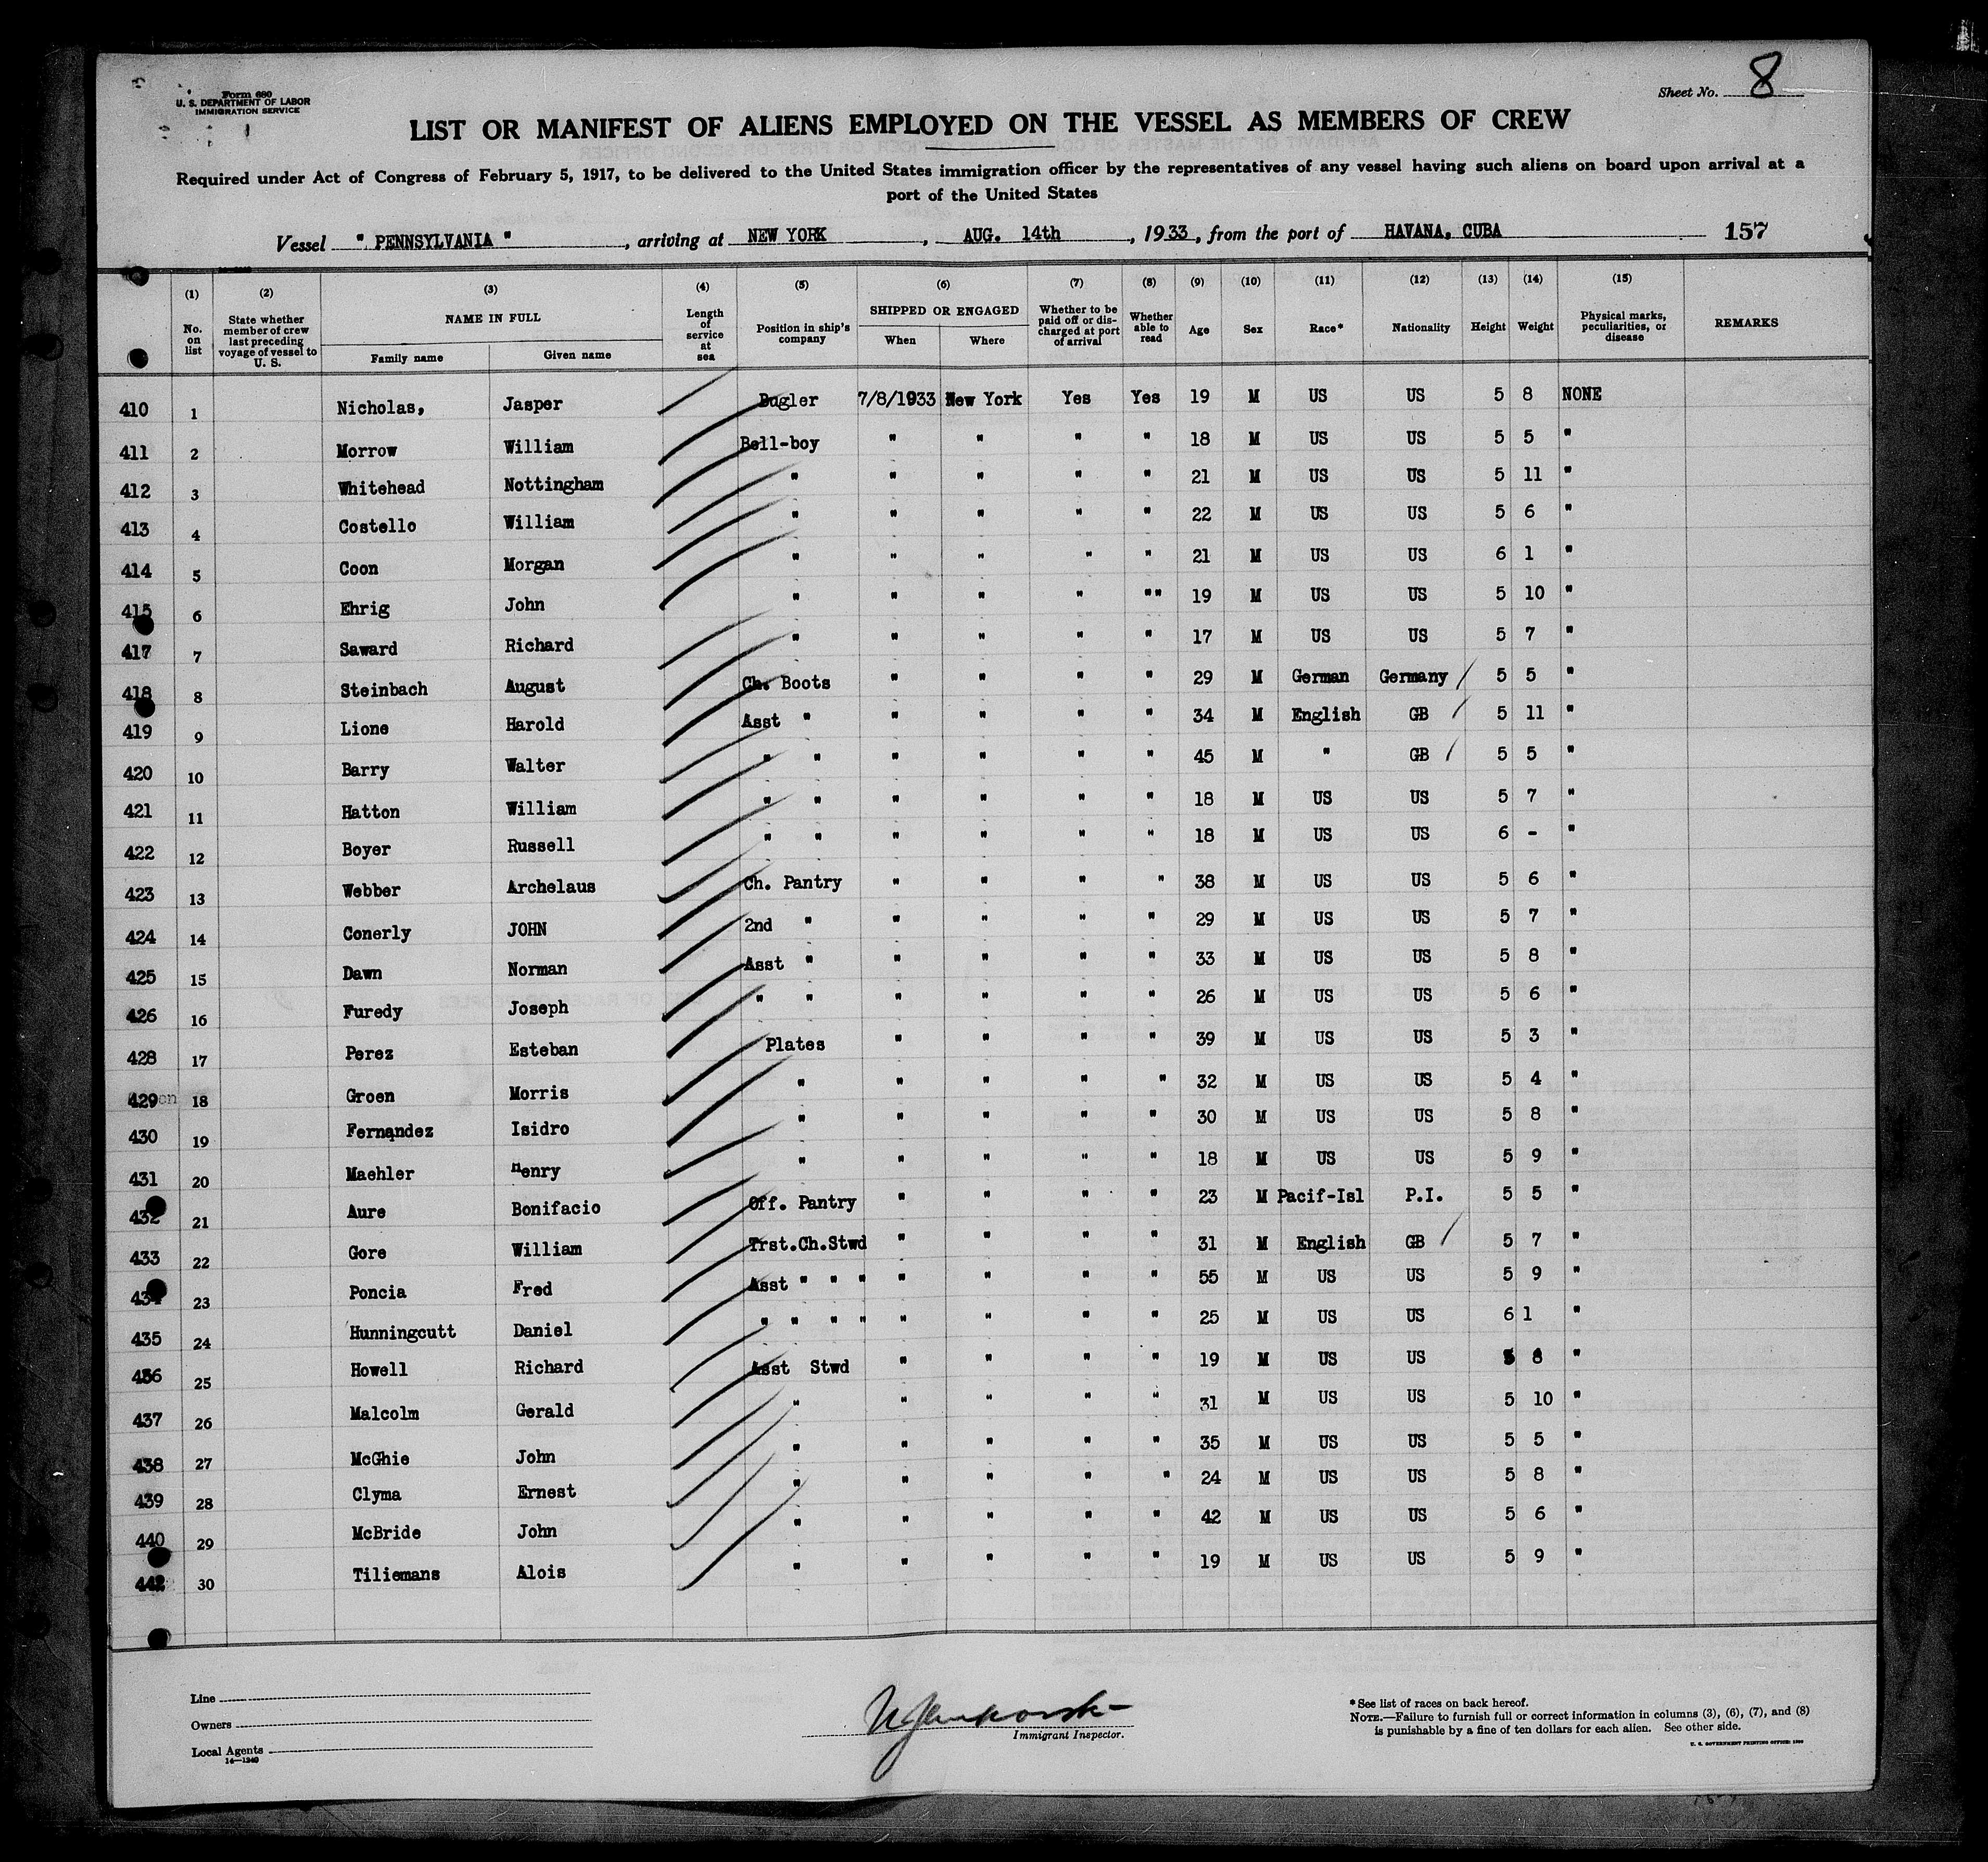 Form 680
U. S. DEPARTMENT OF LABOR
IMMIGRATION SERVICE
Sheet No. 8
LIST OR MANIFEST OF ALIENS EMPLOYED ON THE VESSEL AS MEMBERS OF CREW
Required under Act of Congress of February 5, 1917, to be delivered to the United States immigration officer by the representatives of any vessel having such aliens on board upon arrival at a
port of the United States
Vessel " PENNSYLVANIA ", arriving at NEW YORK, AUG. 14th, 1933, from the port of HAVANA, CUBA 157
(1) (2) (3) (4) (5) (6) (7) (8) (9) (10) (11) (12) (13) (14) (15)
No. on list State whether member of crew last preceding voyage of vessel to U. S. NAME IN FULL Family name Given name Length of service at sea Position in ship's company SHIPPED OR ENGAGED When Where Whether to be paid off or discharged at port of arrival Whether able to read Age Sex Race* Nationality Height Weight Physical marks, peculiarities, or disease REMARKS
410 1 Nicholas, Jasper Bugler 7/8/1933 New York Yes Yes 19 M US US 5 8 NONE
411 2 Morrow William Bell-boy " " " " 18 M US US 5 5 "
412 3 Whitehead Nottingham " " " " " 21 M US US 5 11 "
413 4 Costello William " " " " " 22 M US US 5 6 "
414 5 Coon Morgan " " " " " 21 M US US 6 1 "
415 6 Ehrig John " " " " "" 19 M US US 5 10 "
417 7 Saward Richard " " " " " 17 M US US 5 7 "
418 8 Steinbach August Ch. Boots " " " " 29 M German Germany / 5 5 "
419 9 Lione Harold Asst " " " " " 34 M English GB / 5 11 "
420 10 Barry Walter " " " " " " 45 M " GB / 5 5 "
421 11 Hatton William " " " " " " 18 M US US 5 7 "
422 12 Boyer Russell " " " " " " 18 M US US 6 - "
423 13 Webber Archelaus Ch. Pantry " " " " 38 M US US 5 6 "
424 14 Conerly JOHN 2nd " " " " " 29 M US US 5 7 "
425 15 Dawn Norman Asst " " " " " 33 M US US 5 8 "
426 16 Furedy Joseph " " " " " " 26 M US US 5 6 "
428 17 Perez Esteban Plates " " " " 39 M US US 5 3 "
429 18 Groen Morris " " " " " 32 M US US 5 4 "
430 19 Fernandez Isidro " " " " " 30 M US US 5 8 "
431 20 Maehler Henry " " " " " 18 M US US 5 9 "
432 21 Aure Bonifacio Off. Pantry " " " " 23 M Pacif-Isl P.I. 5 5 "
433 22 Gore William Trst.Ch.Stwd " " " " 31 M English GB / 5 7 "
434 23 Poncia Fred Asst " " " " " " " 55 M US US 5 9 "
435 24 Hunningcutt Daniel " " " " " " " " 25 M US US 6 1 "
436 25 Howell Richard Asst Stwd " " " " 19 M US US 5 8 "
437 26 Malcolm Gerald " " " " " 31 M US US 5 10 "
438 27 McGhie John " " " " " 35 M US US 5 5 "
439 28 Clyma Ernest " " " " " 24 M US US 5 8 "
440 29 McBride John " " " " " 42 M US US 5 6 "
442 30 Tiliemans Alois " " " " " 19 M US US 5 9 "
Line
Owners
Local Agents
14—1240
Immigrant Inspector.
* See list of races on back hereof.
NOTE.—Failure to furnish full or correct information in columns (3), (6), (7), and (8)
is punishable by a fine of ten dollars for each alien. See other side.
U. S. GOVERNMENT PRINTING OFFICE: